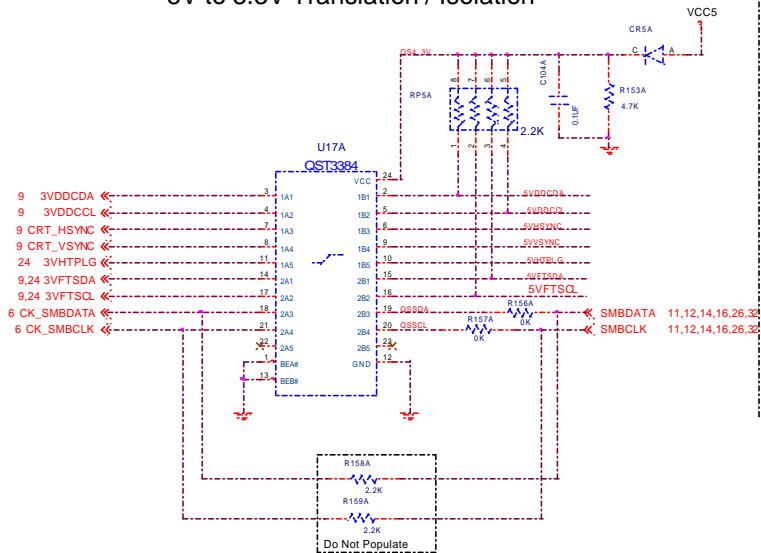 5V to 3.3V Translation / Isolation
VCC5
CR5A
C A
QS4_3V
C104A
0.1UF
R153A
4.7K
RP5A
8 7 6 5
1 2 3 4
2.2K
U17A
QST3384
VCC 24
9 3VDDCDA 3 1A1 1B1 2 5VDDCDA
9 3VDDCCL 4 1A2 1B2 5 5VDDCCL
9 CRT_HSYNC 7 1A3 1B3 6 5VHSYNC
9 CRT_VSYNC 8 1A4 1B4 9 5VVSYNC
24 3VHTPLG 11 1A5 1B5 10 5VHTPLG
9,24 3VFTSDA 14 2A1 2B1 15 5VFTSDA
9,24 3VFTSCL 17 2A2 2B2 16 5VFTSCL
6 CK_SMBDATA 18 2A3 2B3 19 QSSDA R156A 0K SMBDATA 11,12,14,16,26,32
6 CK_SMBCLK 21 2A4 2B4 20 QSSCL R157A 0K SMBCLK 11,12,14,16,26,32
22 2A5 2B5 23
1 BEA# GND 12
13 BEB#
R158A
2.2K
R159A
2.2K
Do Not Populate